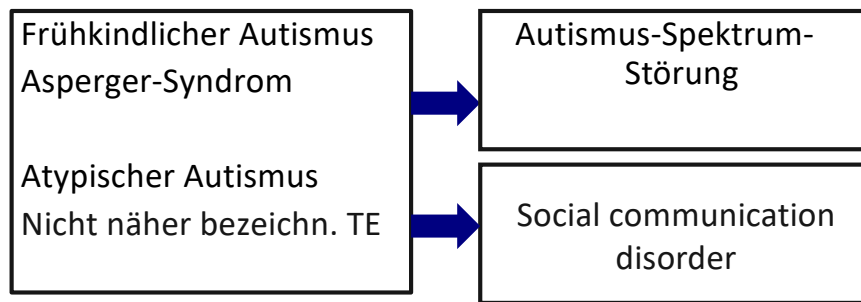 Frühkindlicher Autismus
Asperger-Syndrom
Atypischer Autismus
Nicht näher bezeichn. TE
Autismus-Spektrum-
Störung
Social communication
disorder